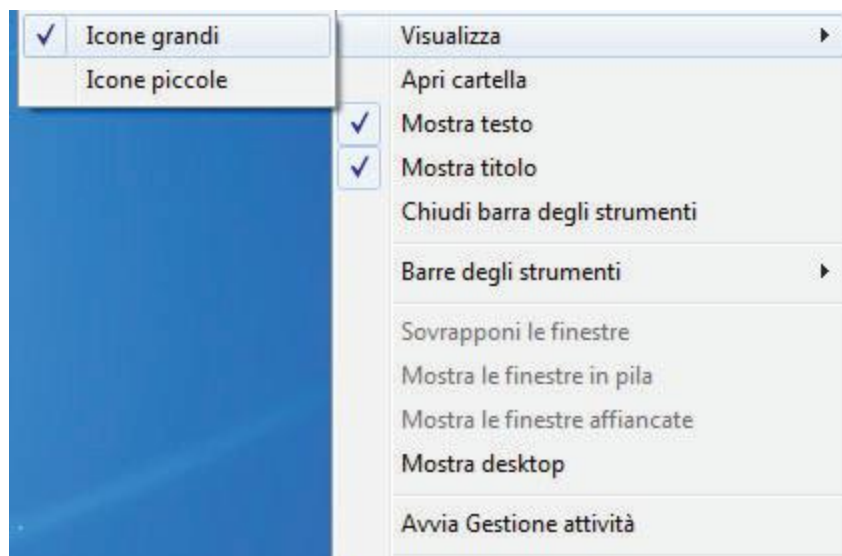 Icone grandi
Icone piccole
Visualizza
Apri cartella
Mostra testo
Mostra titolo
Chiudi barra degli strumenti
Barre degli strumenti
Sovrapponi le finestre
Mostra le finestre in pila
Mostra le finestre affiancate
Mostra desktop
Avvia Gestione attività